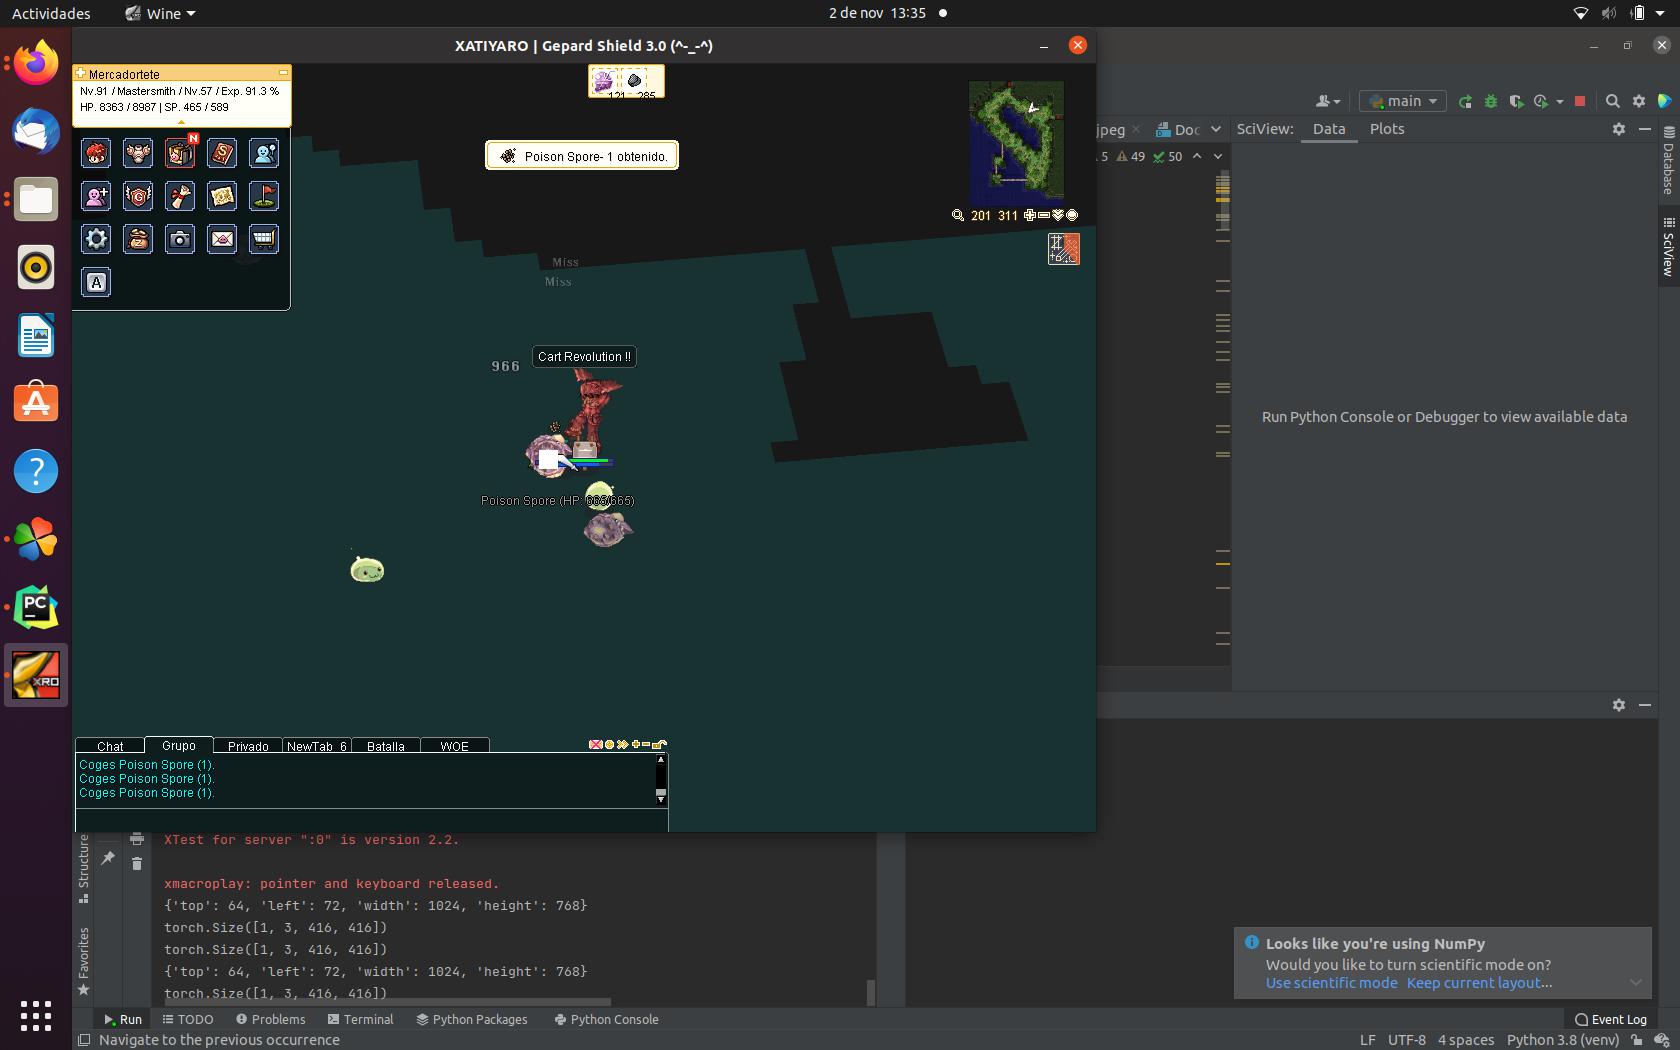 Actividades
Wine
2 de nov 13:35
XATIYARO | Gepard Shield 3.0 (^-_-^)
Mercadortete
Nv.91 / Mastersmith / Nv.57 / Exp. 91.3 %
HP. 8363 / 8987 | SP. 465 / 589
N
121 285
Poison Spore- 1 obtenido.
201 311
A
Miss
Miss
966
Cart Revolution !!
Poison Spore (HP: 665/665)
Chat
Grupo
Privado
NewTab_6
Batalla
WOE
Coges Poison Spore (1).
Coges Poison Spore (1).
Coges Poison Spore (1).
main
jpeg
Doc
SciView:
Data
Plots
5
49
50
Database
SciView
Run Python Console or Debugger to view available data
PC
XRO
Structure
Favorites
XTest for server ":0" is version 2.2.
xmacroplay: pointer and keyboard released.
{'top': 64, 'left': 72, 'width': 1024, 'height': 768}
torch.Size([1, 3, 416, 416])
torch.Size([1, 3, 416, 416])
{'top': 64, 'left': 72, 'width': 1024, 'height': 768}
torch.Size([1, 3, 416, 416])
Looks like you're using NumPy
Would you like to turn scientific mode on?
Use scientific mode Keep current layout...
Run
TODO
Problems
Terminal
Python Packages
Python Console
Event Log
Navigate to the previous occurrence
LF UTF-8 4 spaces Python 3.8 (venv)